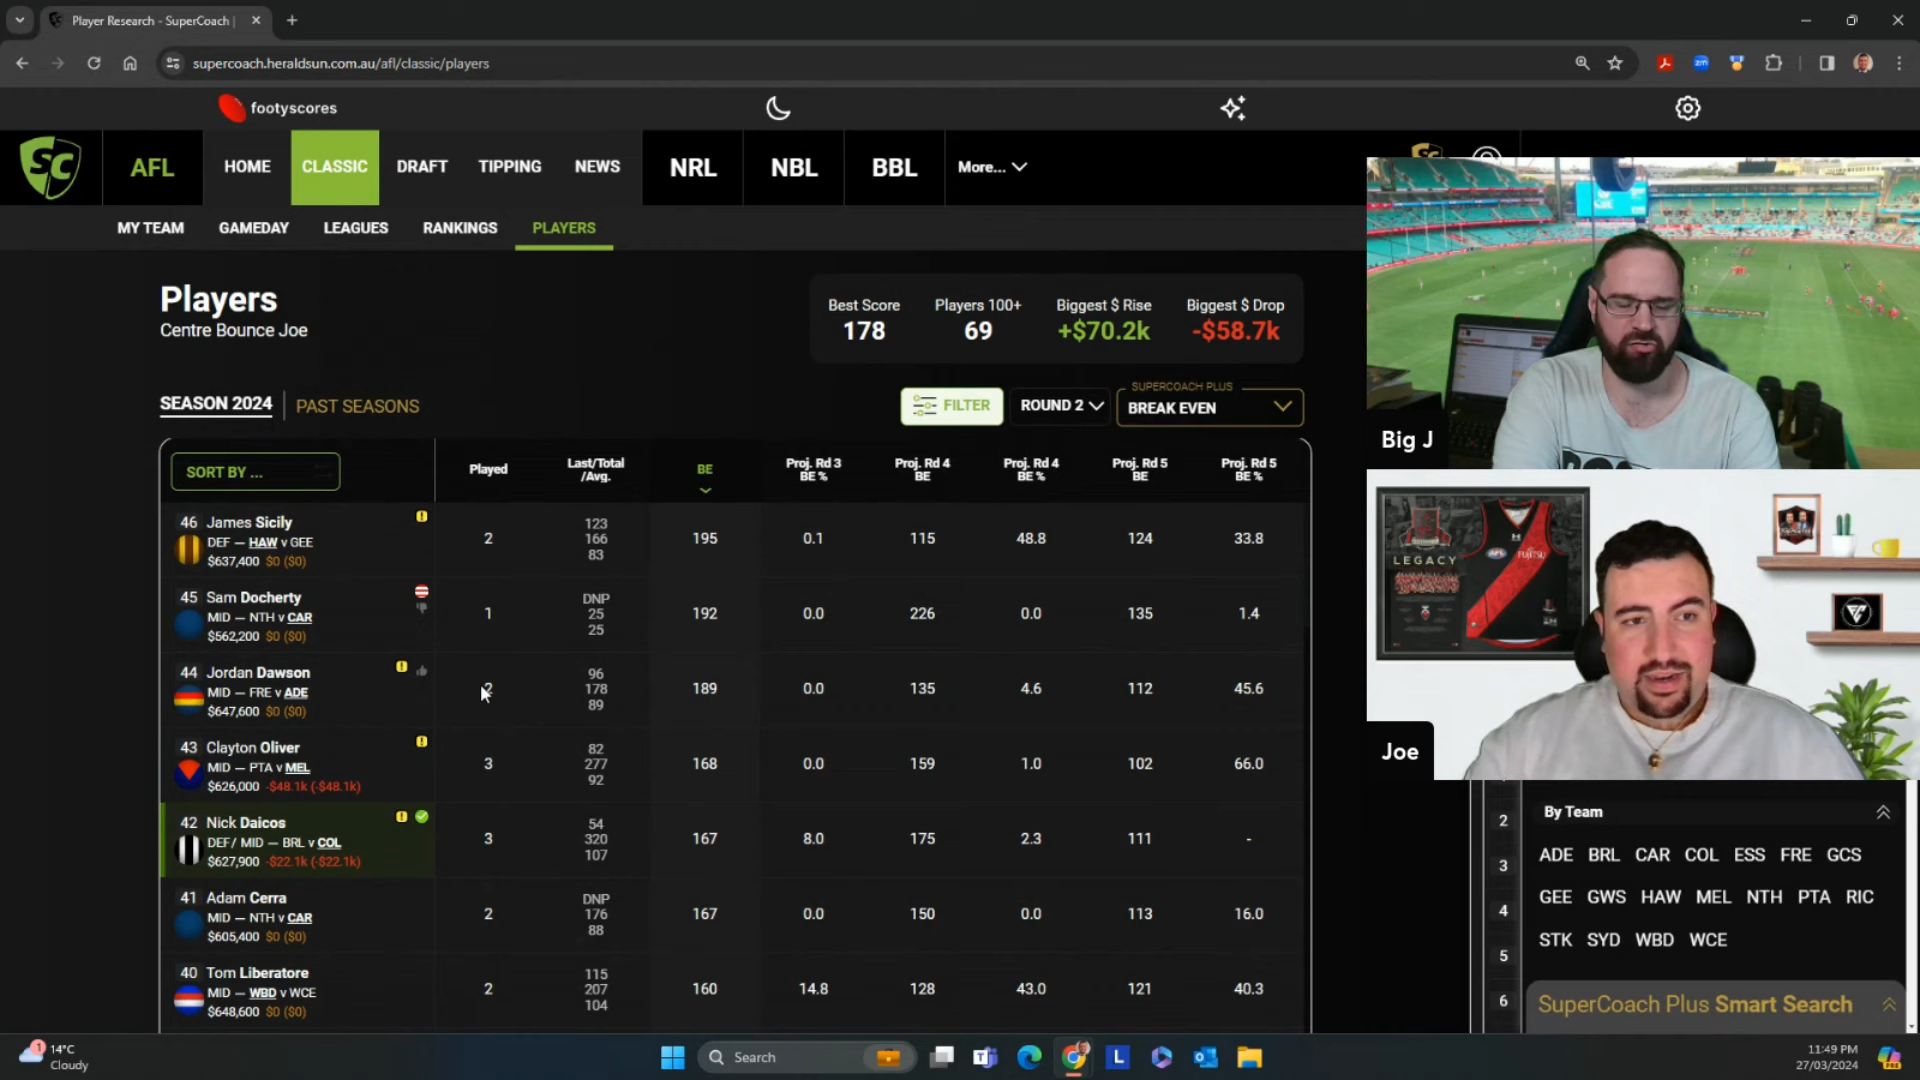 Player Research - SuperCoach |
supercoach.heraldsun.com.au/afl/classic/players
zm
footyscores
SC
AFL
HOME
CLASSIC
DRAFT
TIPPING
NEWS
NRL
NBL
BBL
More...
MY TEAM
GAMEDAY
LEAGUES
RANKINGS
PLAYERS
Players
Centre Bounce Joe
Best Score
178
Players 100+
69
Biggest $ Rise
+$70.2k
Biggest $ Drop
-$58.7k
SEASON 2024
PAST SEASONS
FILTER
ROUND 2
SUPERCOACH PLUS
BREAK EVEN
SORT BY ...
Played
Last/Total
/Avg.
BE
Proj. Rd 3
BE %
Proj. Rd 4
BE
Proj. Rd 4
BE %
Proj. Rd 5
BE
Proj. Rd 5
BE %
46 James Sicily
DEF — HAW v GEE
$637,400 $0 ($0)
2
123
166
83
195
0.1
115
48.8
124
33.8
45 Sam Docherty
MID — NTH v CAR
$562,200 $0 ($0)
1
DNP
25
25
192
0.0
226
0.0
135
1.4
44 Jordan Dawson
MID — FRE v ADE
$647,600 $0 ($0)
2
96
178
89
189
0.0
135
4.6
112
45.6
43 Clayton Oliver
MID — PTA v MEL
$626,000 -$48.1k (-$48.1k)
3
82
277
92
168
0.0
159
1.0
102
66.0
42 Nick Daicos
DEF/ MID — BRL v COL
$627,900 -$22.1k (-$22.1k)
3
54
320
107
167
8.0
175
2.3
111
-
41 Adam Cerra
MID — NTH v CAR
$605,400 $0 ($0)
2
DNP
176
88
167
0.0
150
0.0
113
16.0
40 Tom Liberatore
MID — WBD v WCE
$648,600 $0 ($0)
2
115
207
104
160
14.8
128
43.0
121
40.3
Big J
LEGACY
AFL
FUJITSU
Joe
2
3
4
5
6
By Team
ADE BRL CAR COL ESS FRE GCS
GEE GWS HAW MEL NTH PTA RIC
STK SYD WBD WCE
SuperCoach Plus Smart Search
1
14°C
Cloudy
Search
L
11:49 PM
27/03/2024